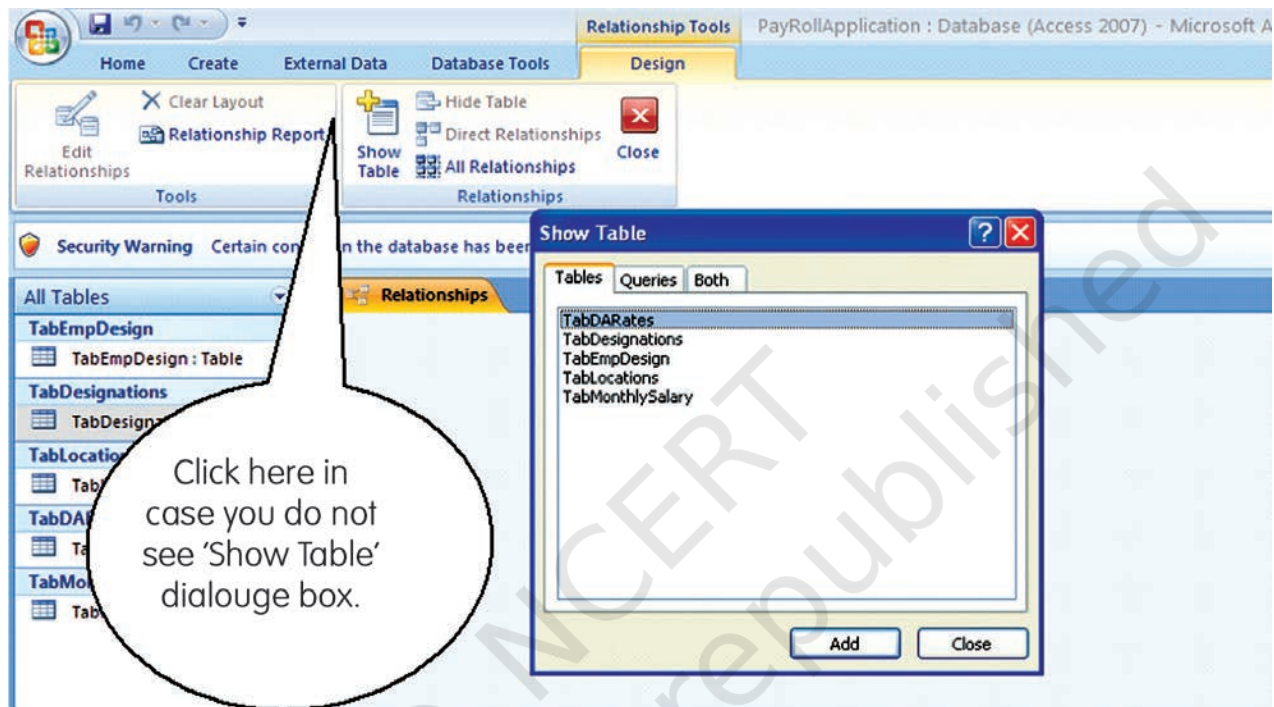 Relationship Tools
PayRollApplication : Database (Access 2007) - Microsoft A
Home
Create
External Data
Database Tools
Design
Edit
Relationships
Clear Layout
Relationship Report
Tools
Show
Table
Hide Table
Direct Relationships
All Relationships
Close
Relationships
Security Warning
Certain con
n the database has been
All Tables
Relationships
TabEmpDesign
TabEmpDesign : Table
TabDesignations
TabDesigna
TabLocation
Tab
TabDA
Ta
TabMo
Tab
Click here in
case you do not
see ‘Show Table’
dialouge box.
Show Table
Tables
Queries
Both
TabDARates
TabDesignations
TabEmpDesign
TabLocations
TabMonthlySalary
Add
Close
NCERT
republished